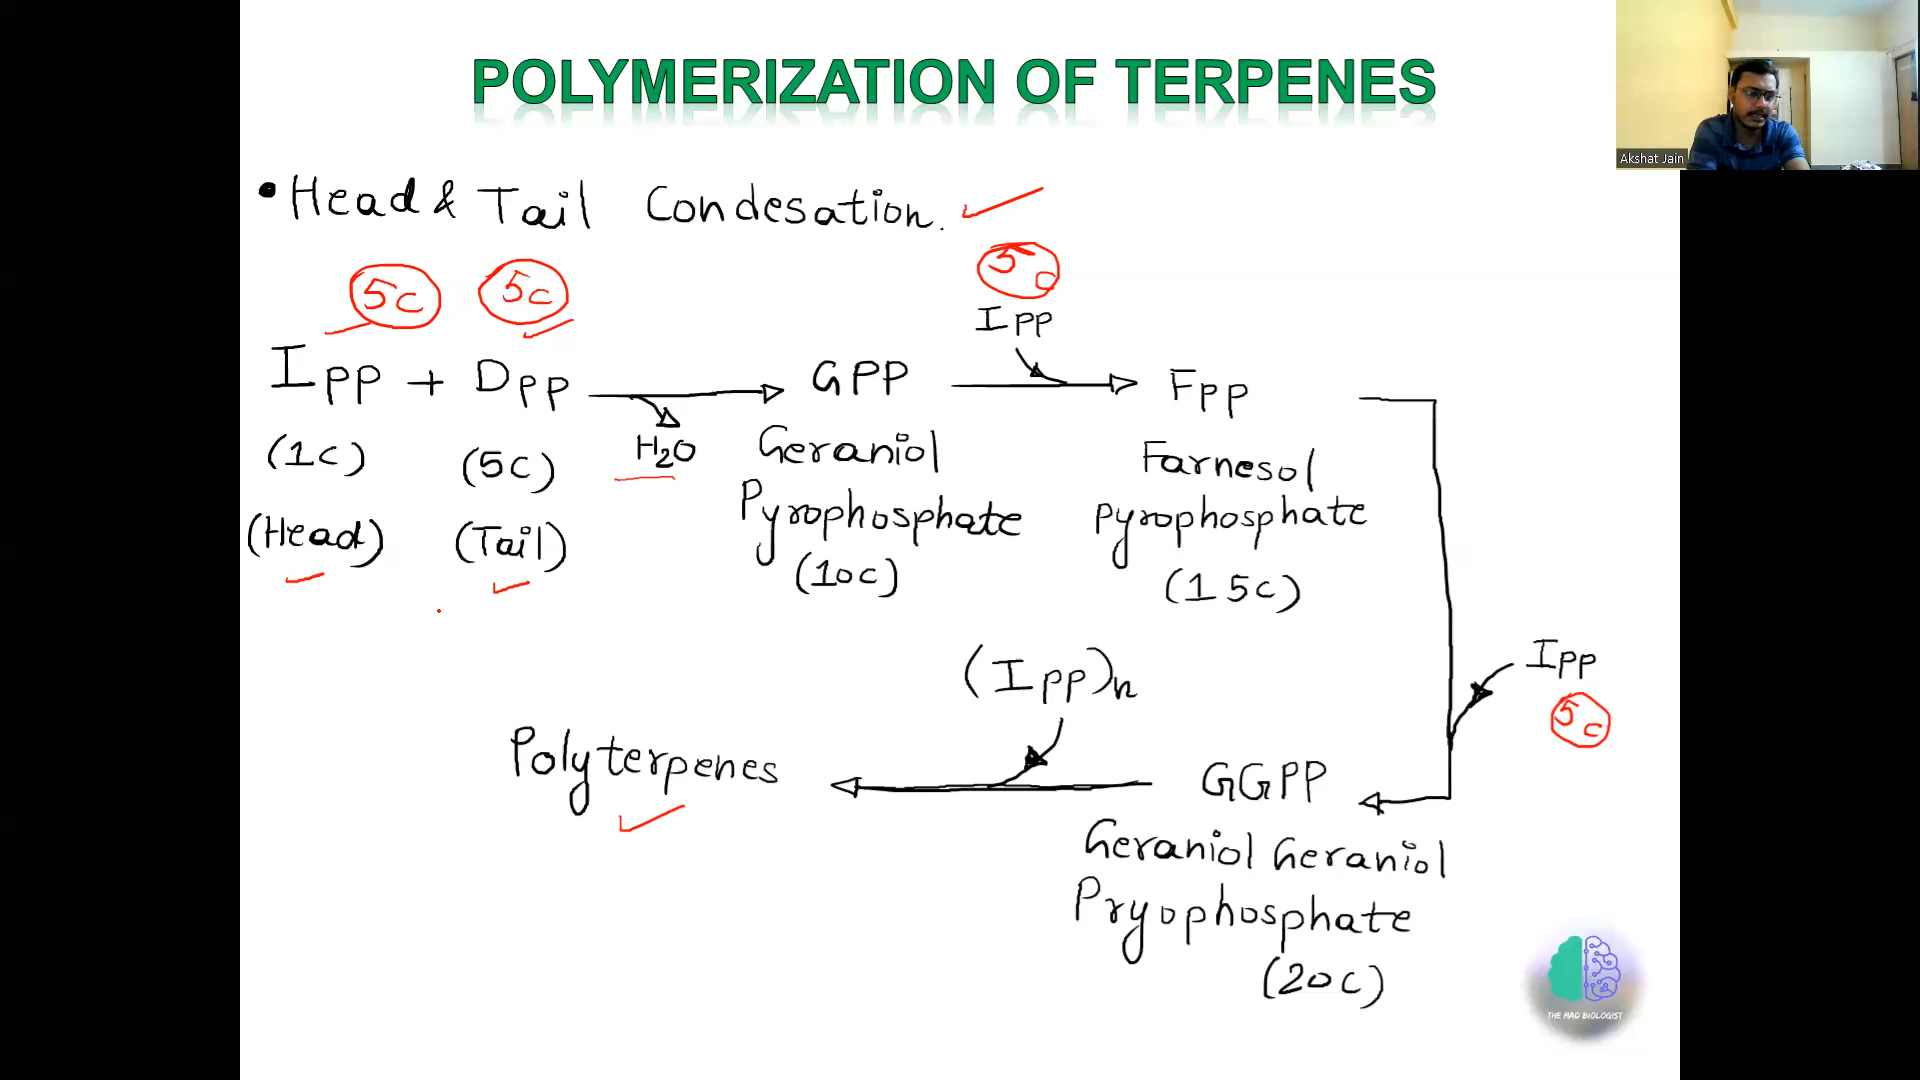 POLYMERIZATION OF TERPENES
Akshat Jain
• Head & Tail Condesation.
5C 5C 5C
IPP
IPP + DPP GPP FPP
H2O
(1C) (5C)
(Head) (Tail)
Geraniol
Pyrophosphate
(10C)
Farnesol
Pyrophosphate
(15C)
IPP
5C
(IPP)n
Polyterpenes GGPP
Geraniol Geraniol
Pryophosphate
(20C)
THE MAD BIOLOGIST